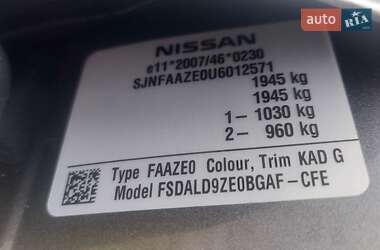 auto RIA
NISSAN
e11*2007/46*0230
SJNFAAZE0U6012571
1945 kg
1945 kg
1- 1030 kg
2- 960 kg
Type FAAZE0 Colour, Trim KAD G
Model FSDALD9ZE0BGAF-CFE